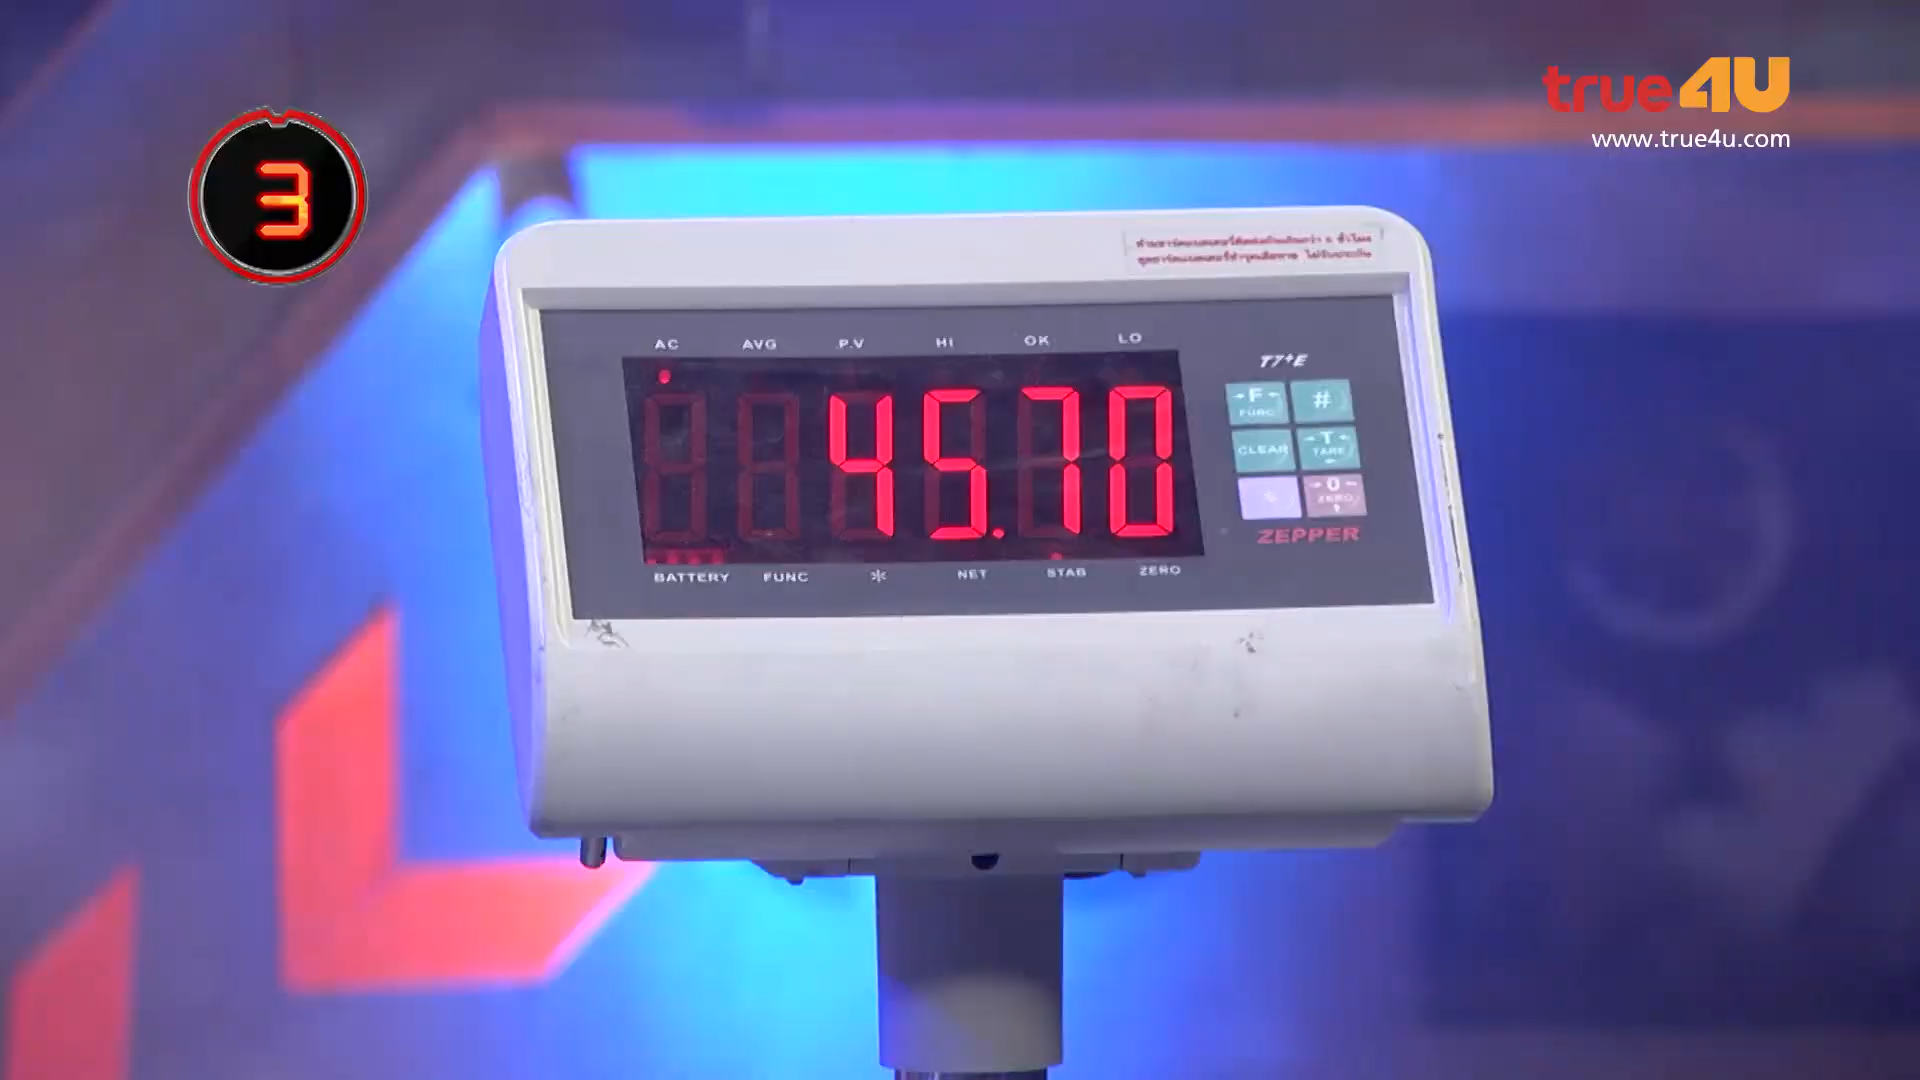 true4U
www.true4u.com
3
AC AVG P.V HI OK LO
45.70
BATTERY FUNC * NET STAB ZERO
T7+E
F
FUNC
#
CLEAR
T
TARE
0
ZERO
ZEPPER